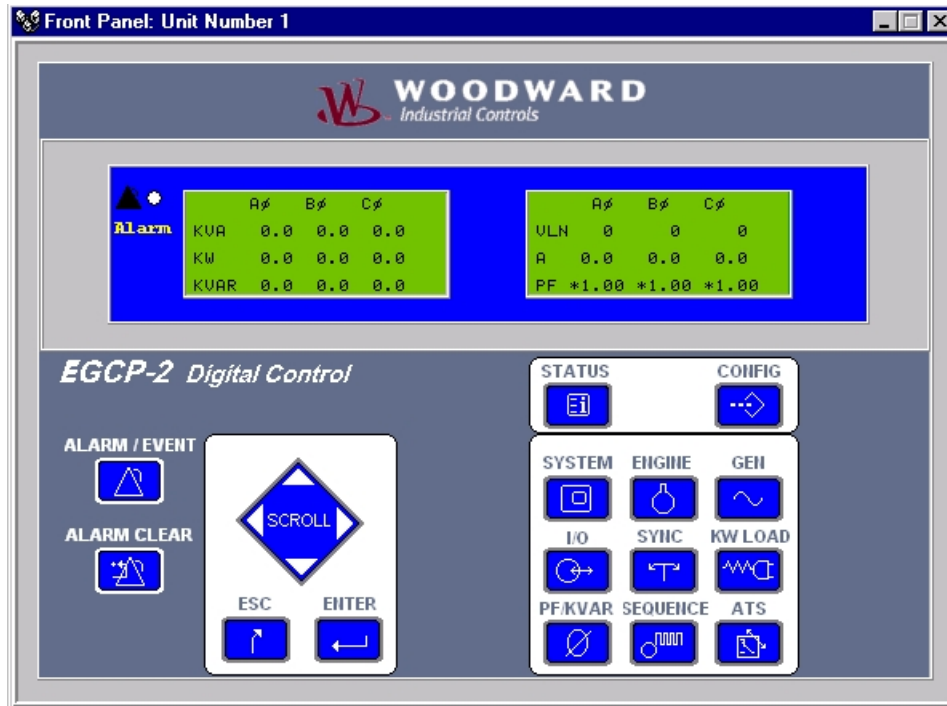 Front Panel: Unit Number 1
WOODWARD
Industrial Controls
Alarm
AØ BØ CØ
KVA 0.0 0.0 0.0
KW 0.0 0.0 0.0
KVAR 0.0 0.0 0.0
AØ BØ CØ
VLN 0 0 0
A 0.0 0.0 0.0
PF *1.00 *1.00 *1.00
EGCP-2 Digital Control
STATUS CONFIG
ALARM / EVENT
ALARM CLEAR
SCROLL
ESC ENTER
SYSTEM ENGINE GEN
I/O SYNC KW LOAD
PF/KVAR SEQUENCE ATS